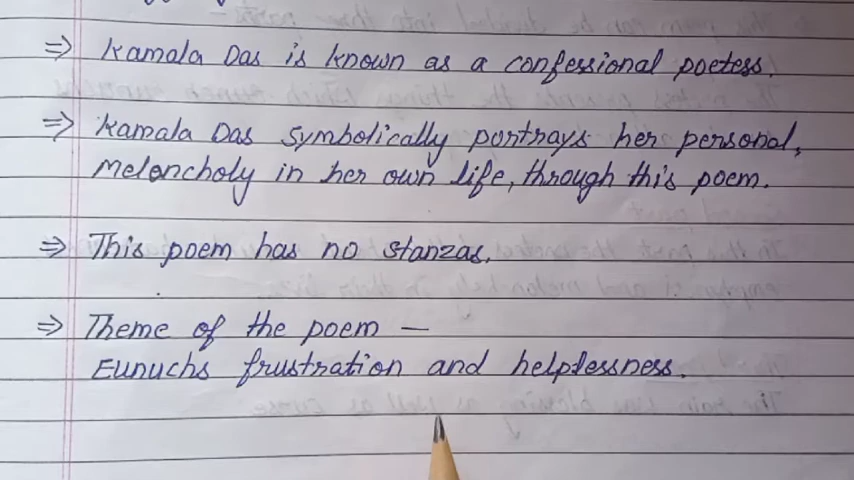 ⇒ Kamala Das is known as a confessional poetess.
⇒ Kamala Das symbolically portrays her personal,
melancholy in her own life, through this poem.
⇒ This poem has no stanzas.
⇒ Theme of the poem —
Eunuchs frustration and helplessness.